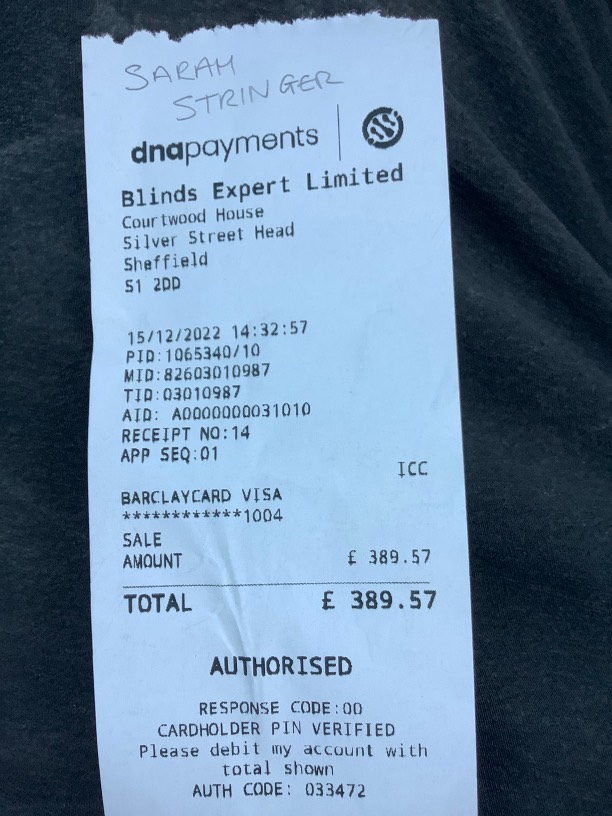 SARAH
STRINGER
dnapayments
Blinds Expert Limited
Courtwood House
Silver Street Head
Sheffield
S1 2DD
15/12/2022 14:32:57
PID:1065340/10
MID:82603010987
TID:03010987
AID: A0000000031010
RECEIPT NO:14
APP SEQ:01
ICC
BARCLAYCARD VISA
************1004
SALE
AMOUNT £ 389.57
TOTAL £ 389.57
AUTHORISED
RESPONSE CODE:00
CARDHOLDER PIN VERIFIED
Please debit my account with
total shown
AUTH CODE: 033472